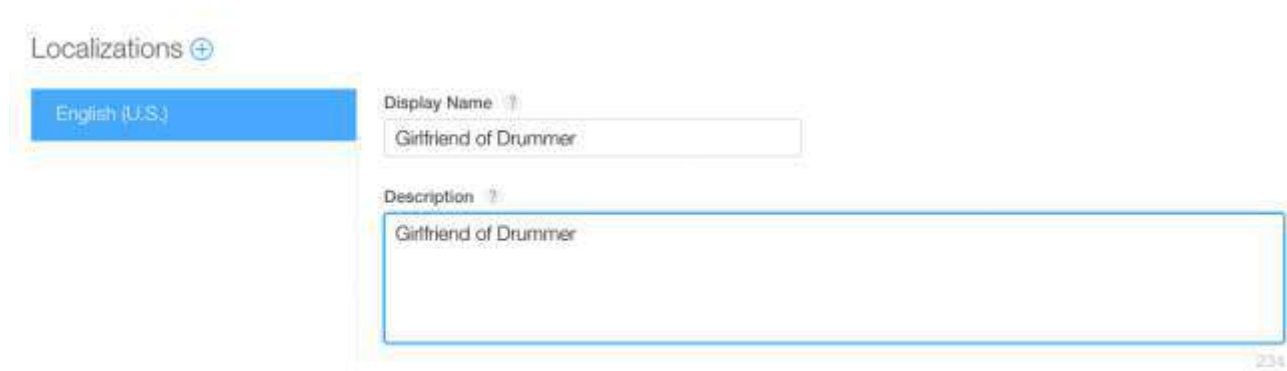 Localizations
English (U.S.)
Display Name ?
Girlfriend of Drummer
Description ?
Girlfriend of Drummer